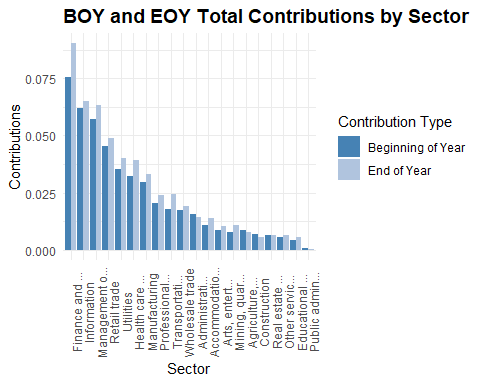 BOY and EOY Total Contributions by Sector
Contributions
0.075
0.050
0.025
0.000
Finance and ...
Information
Management o...
Retail trade
Utilities
Health care ...
Manufacturing
Professional...
Transportati...
Wholesale trade
Administrati...
Accommodatio...
Arts, entert...
Mining, quar...
Agriculture,...
Construction
Real estate ...
Other servic...
Educational ...
Public admin...
Sector
Contribution Type
Beginning of Year
End of Year